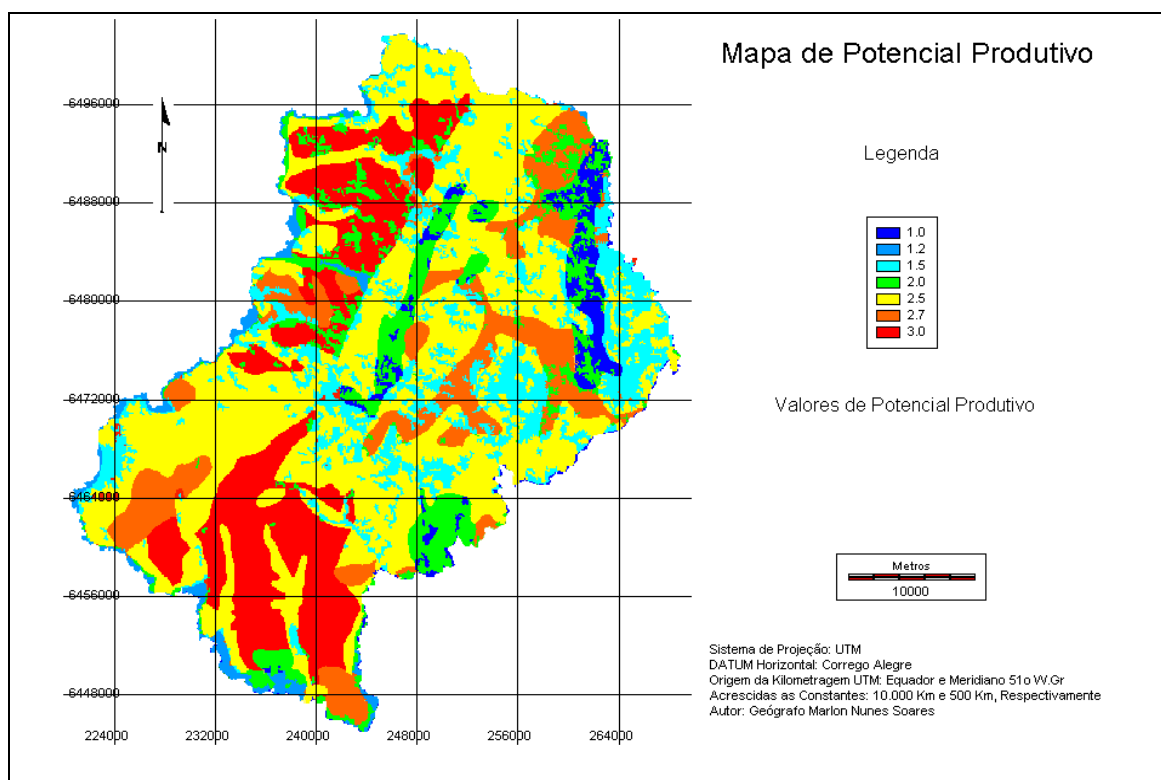 Mapa de Potencial Produtivo
6496000
N
Legenda
6488000
1.0
1.2
1.5
2.0
2.5
2.7
3.0
6480000
6472000
Valores de Potencial Produtivo
6464000
Metros
10000
6456000
Sistema de Projeção: UTM
DATUM Horizontal: Corrego Alegre
Origem da Kilometragem UTM: Equador e Meridiano 51o W.Gr
Acrescidas as Constantes: 10.000 Km e 500 Km, Respectivamente
Autor: Geógrafo Marlon Nunes Soares
6448000
224000 232000 240000 248000 256000 264000